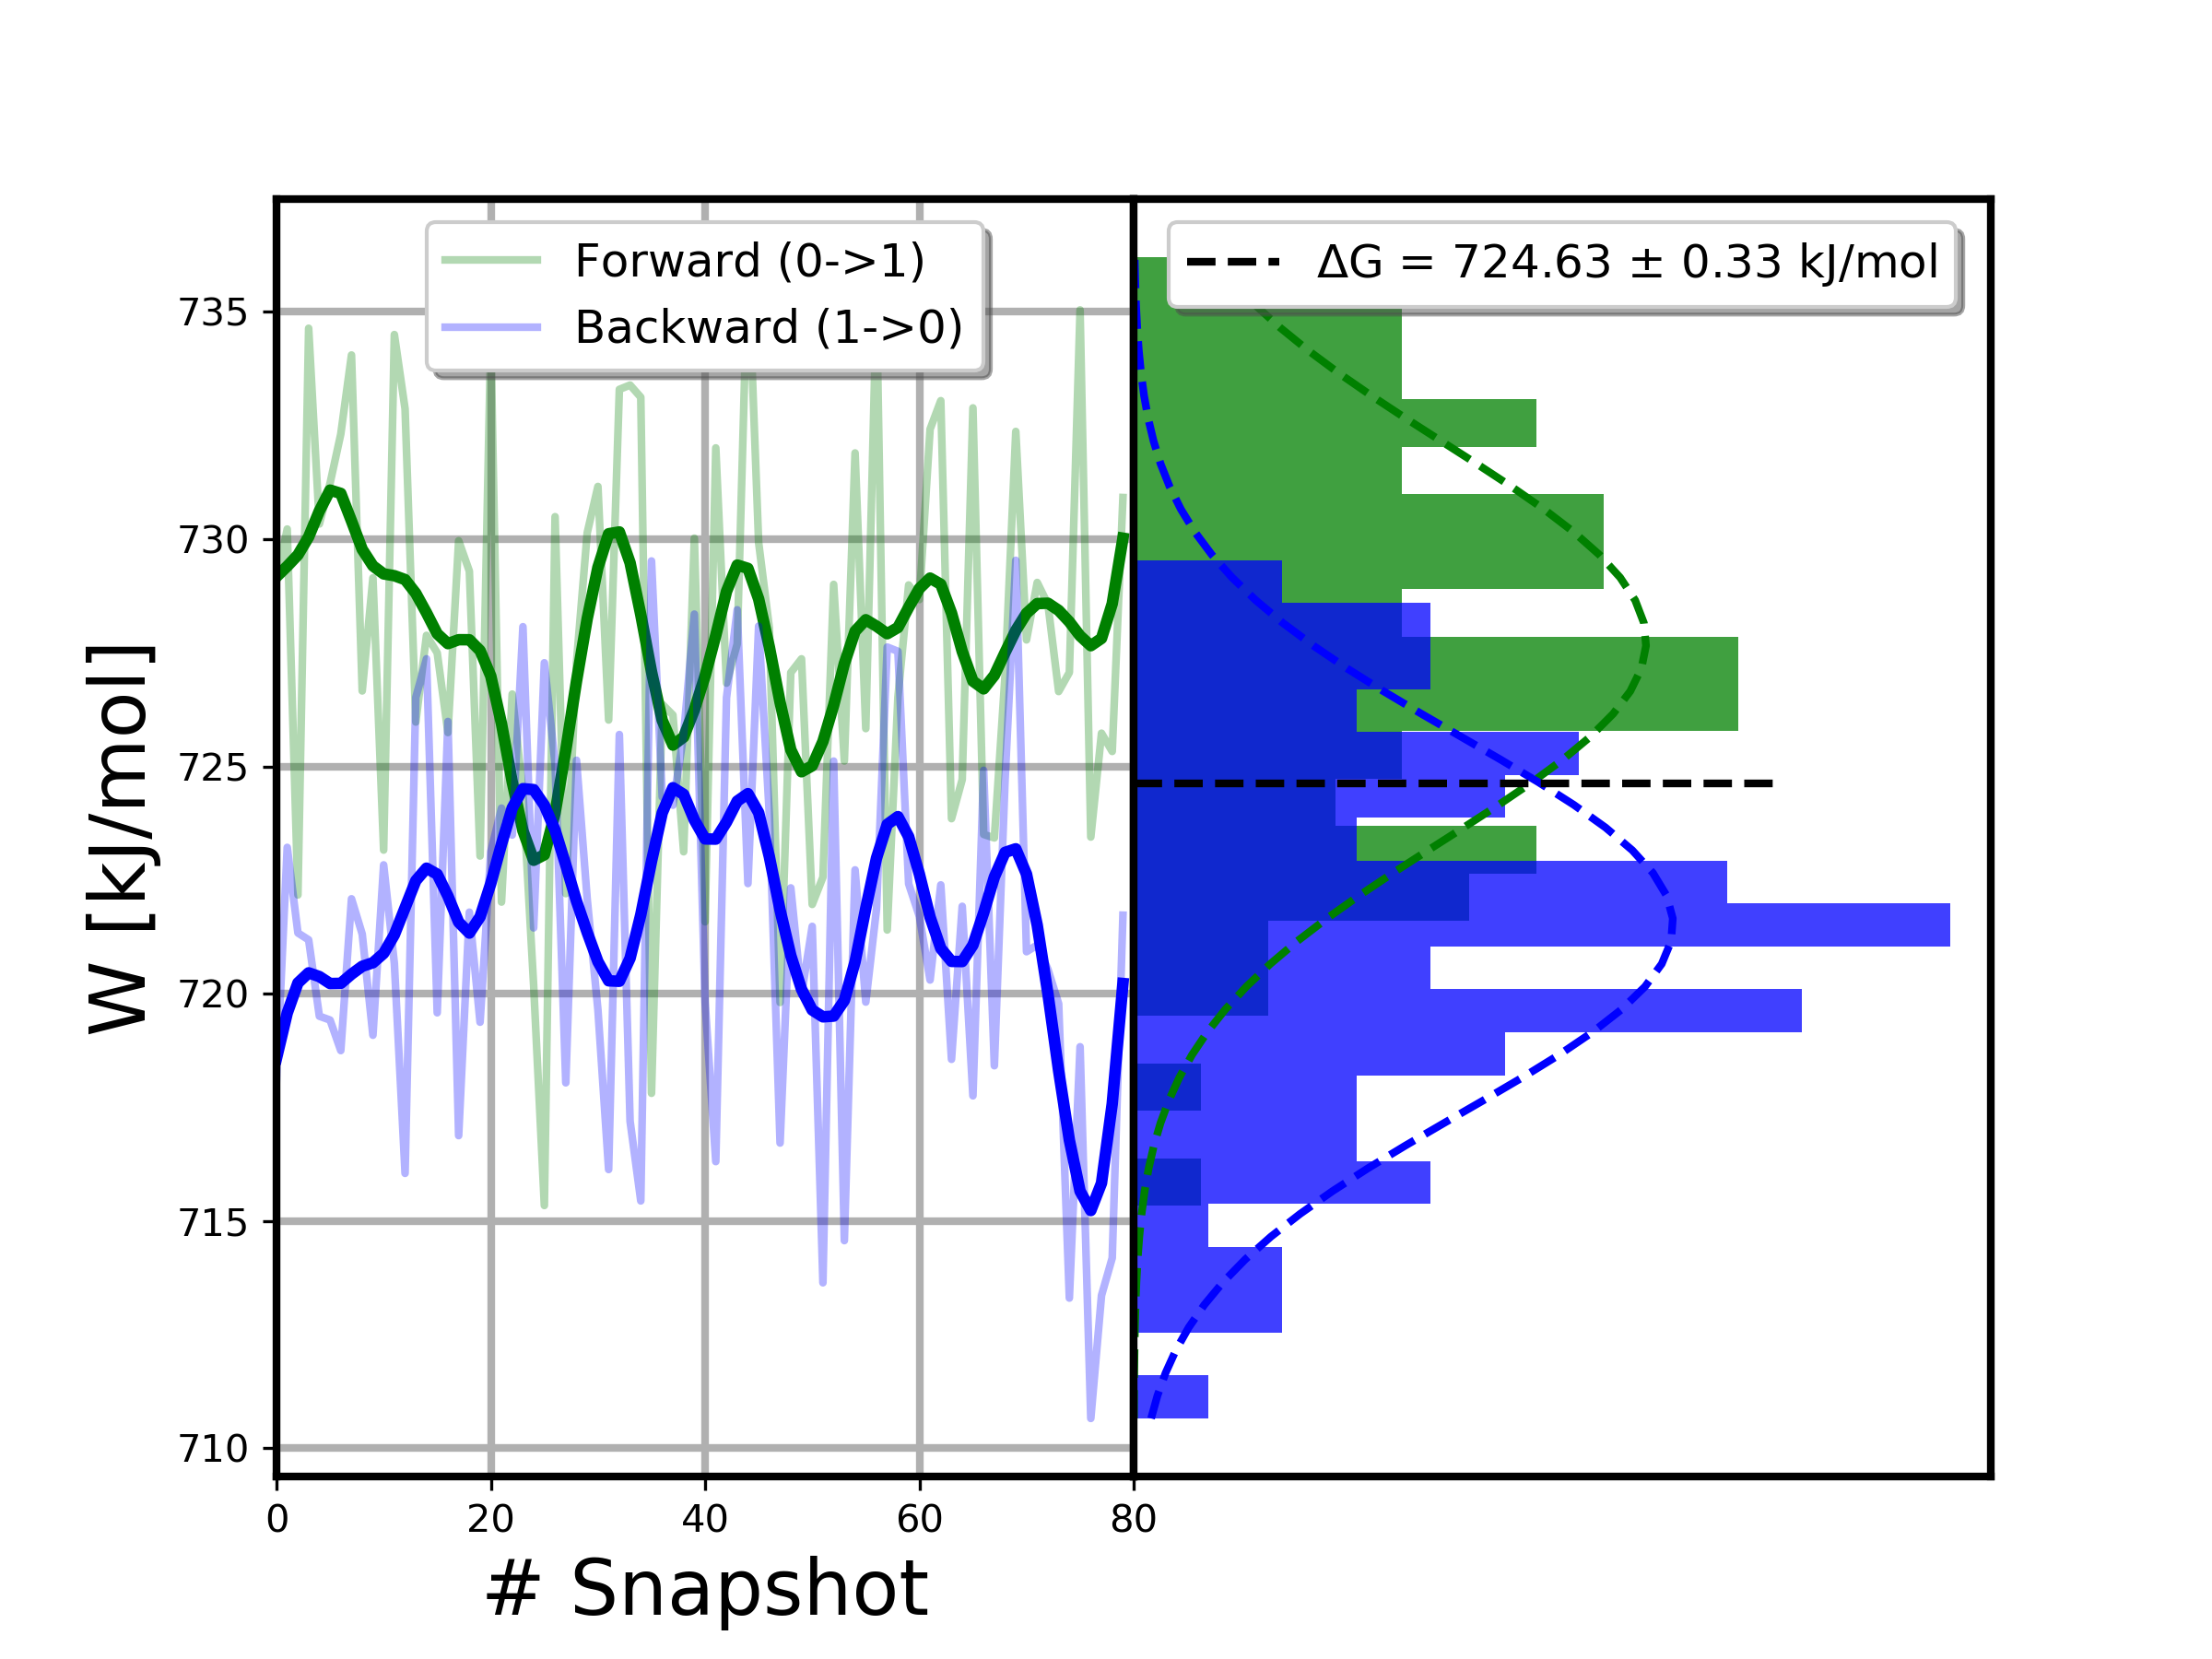 Forward (0->1)
Backward (1->0)
ΔG = 724.63 ± 0.33 kJ/mol
735
730
725
720
715
710
W [kJ/mol]
0 20 40 60 80
# Snapshot